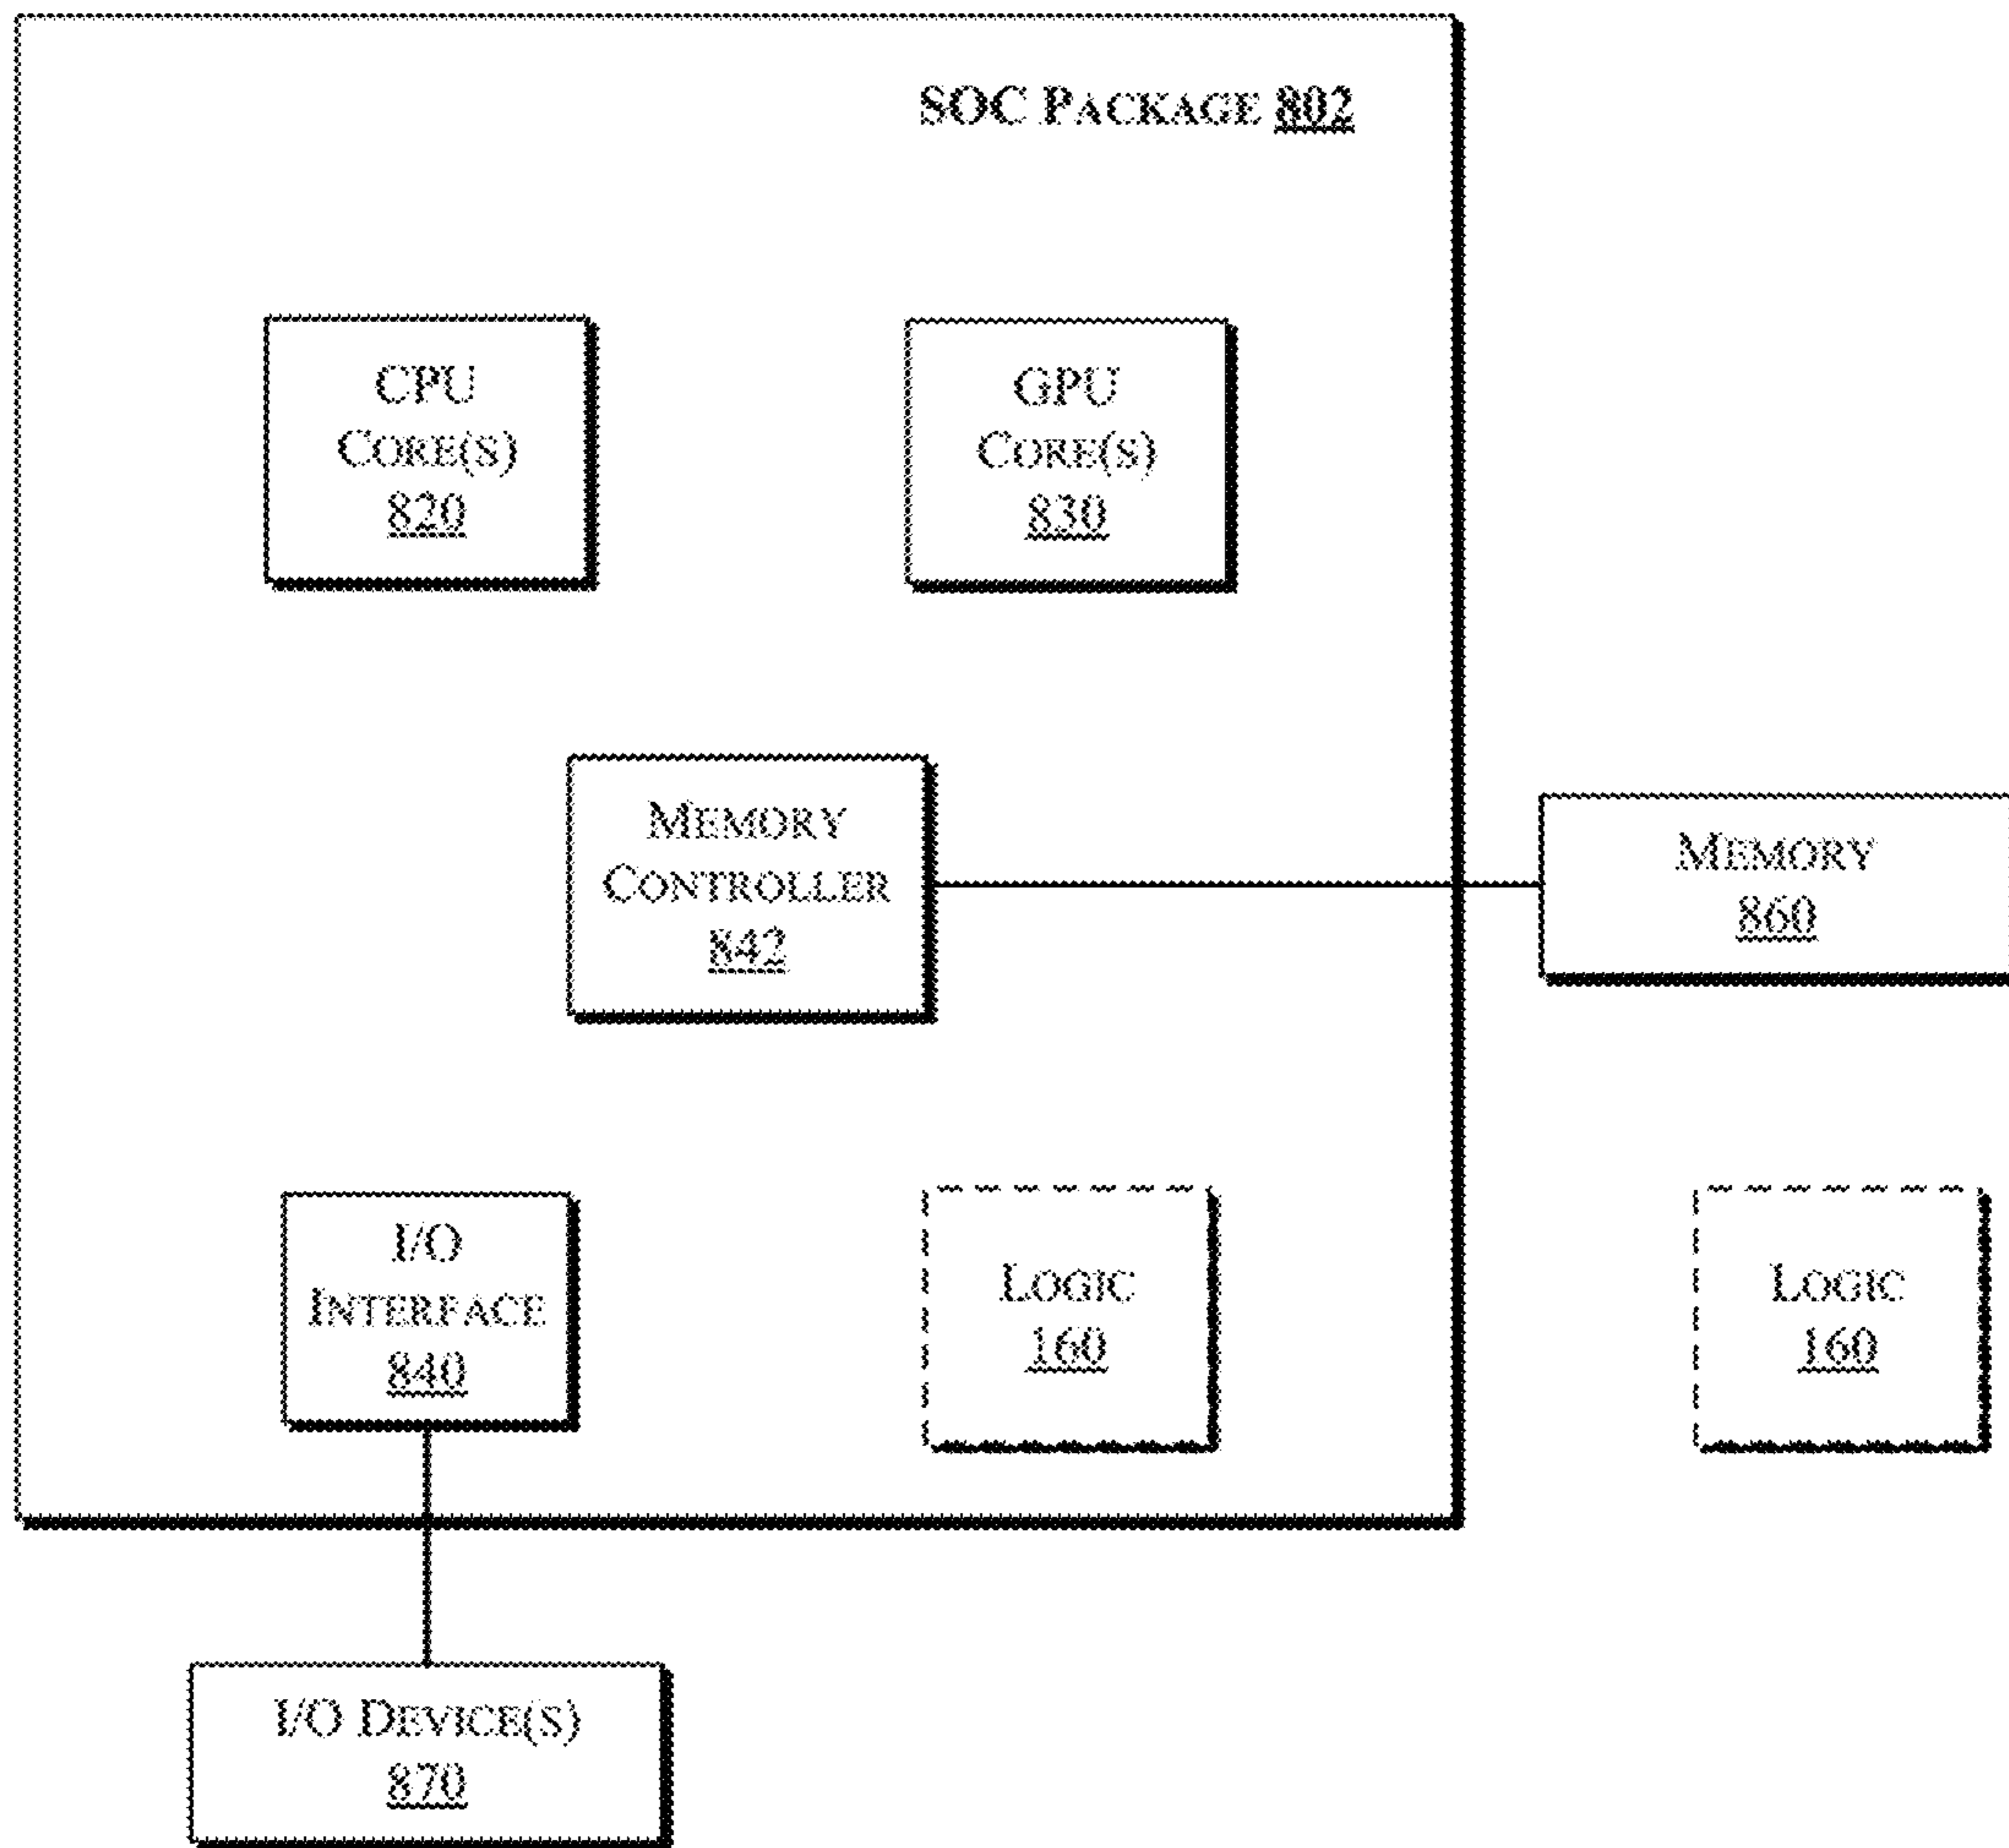 SOC PACKAGE 802
CPU
CORE(S)
820
GPU
CORE(S)
830
MEMORY
CONTROLLER
842
MEMORY
860
I/O
INTERFACE
840
LOGIC
160
LOGIC
160
I/O DEVICE(S)
870